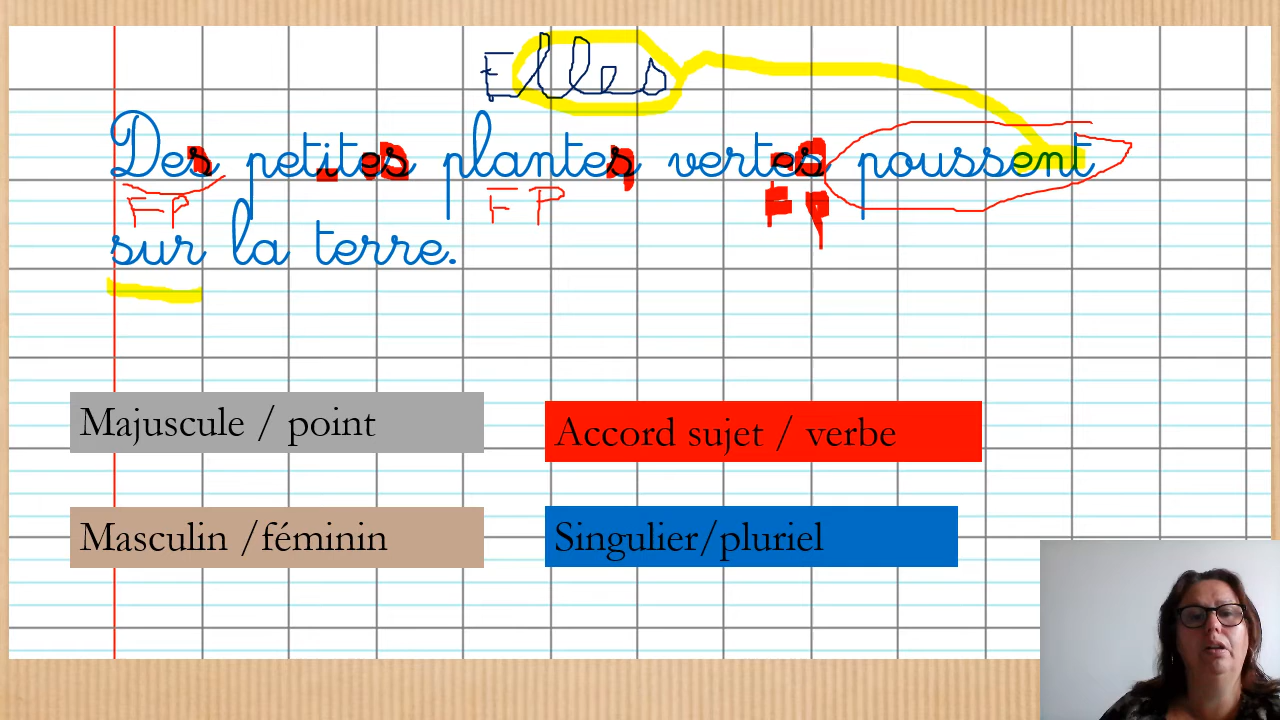 Elles
Des petites plantes vertes poussent
FP FP FP
sur la terre.
Majuscule / point
Accord sujet / verbe
Masculin /féminin
Singulier/pluriel